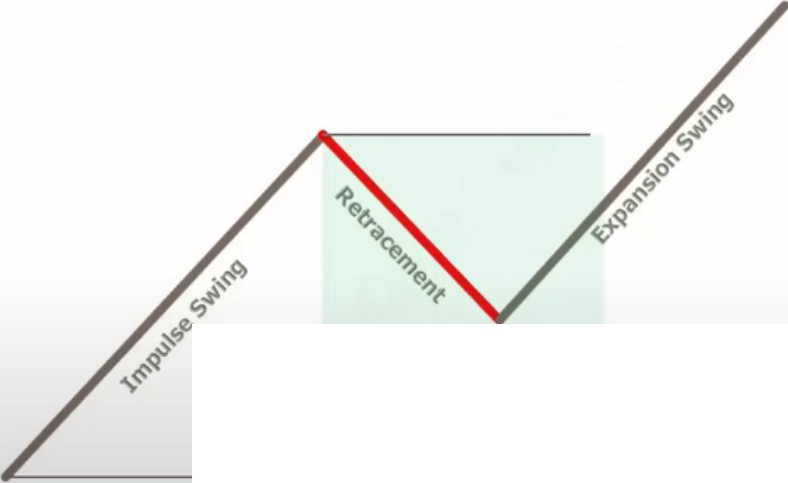 Impulse Swing
Retracement
Expansion Swing